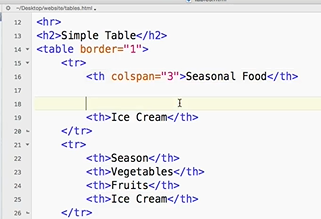 ~/Desktop/website/tables.html
12 <hr>
13 <h2>Simple Table</h2>
14 <table border="1">
15 <tr>
16 <th colspan="3">Seasonal Food</th>
17
18
19 <th>Ice Cream</th>
20 </tr>
21 <tr>
22 <th>Season</th>
23 <th>Vegetables</th>
24 <th>Fruits</th>
25 <th>Ice Cream</th>
26 </tr>